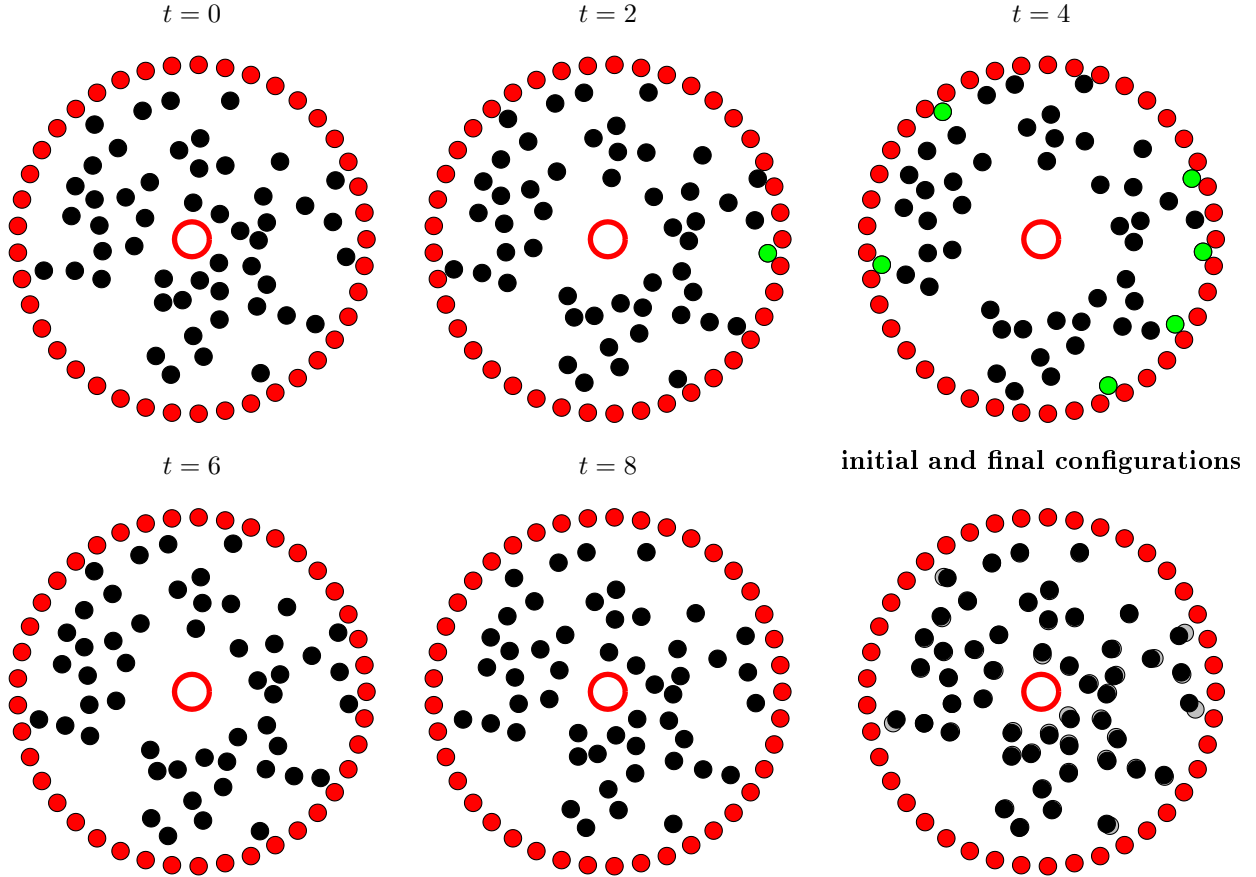 t = 0
t = 2
t = 4
t = 6
t = 8
initial and final configurations